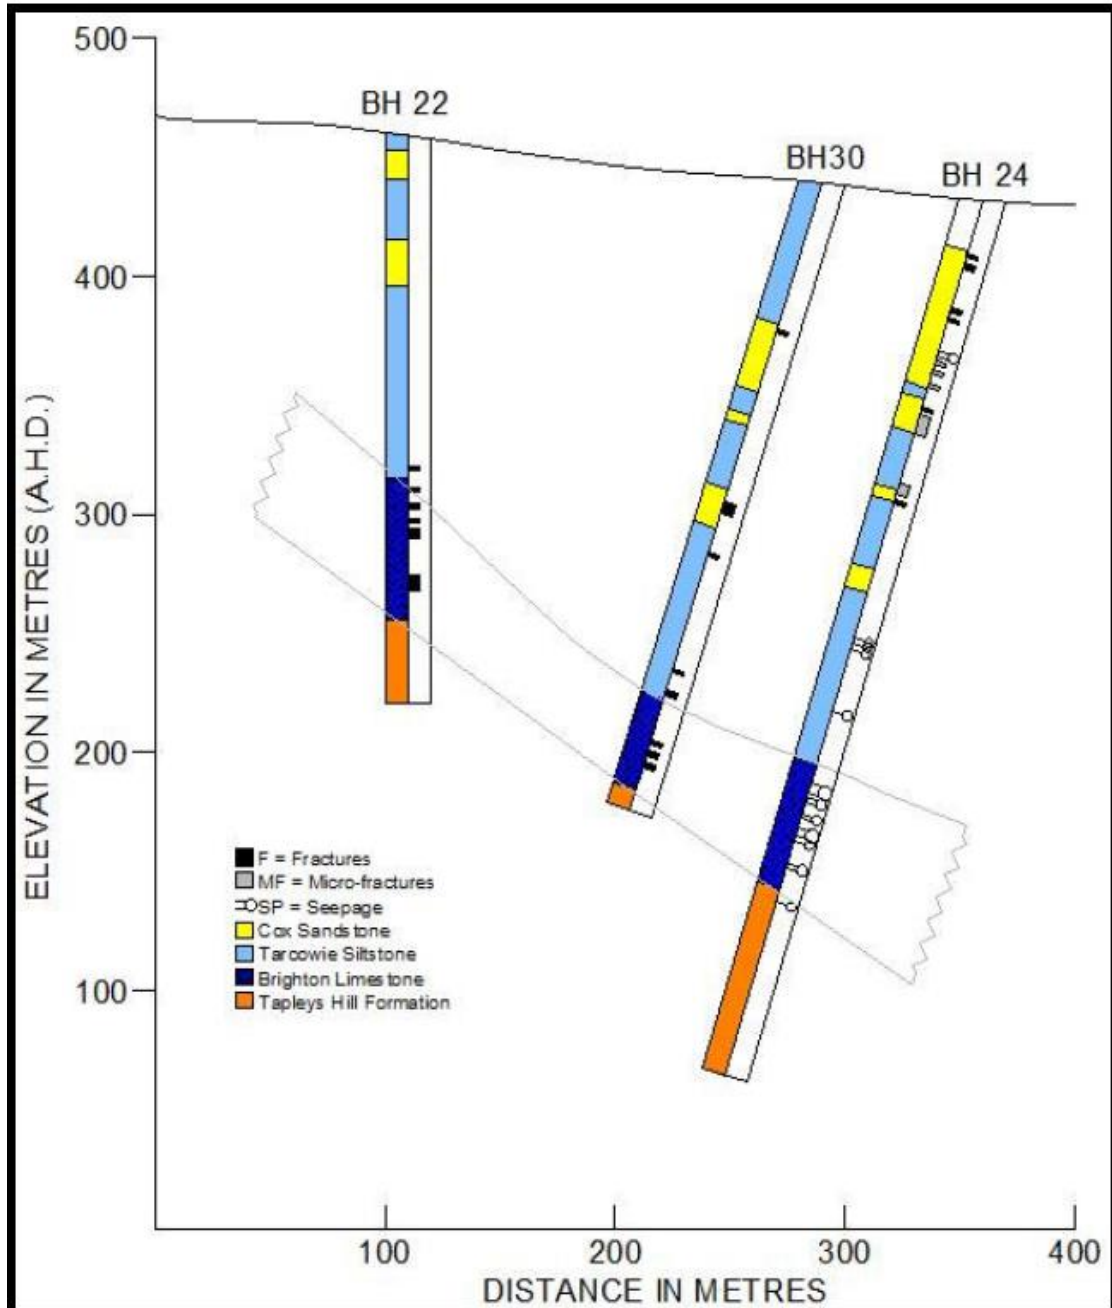 500
BH 22
BH30
BH 24
400
300
200
100
ELEVATION IN METRES (A.H.D.)
F = Fractures
MF = Micro-fractures
SP = Seepage
Cox Sandstone
Tarcowie Siltstone
Brighton Limestone
Tapleys Hill Formation
100
200
300
400
DISTANCE IN METRES